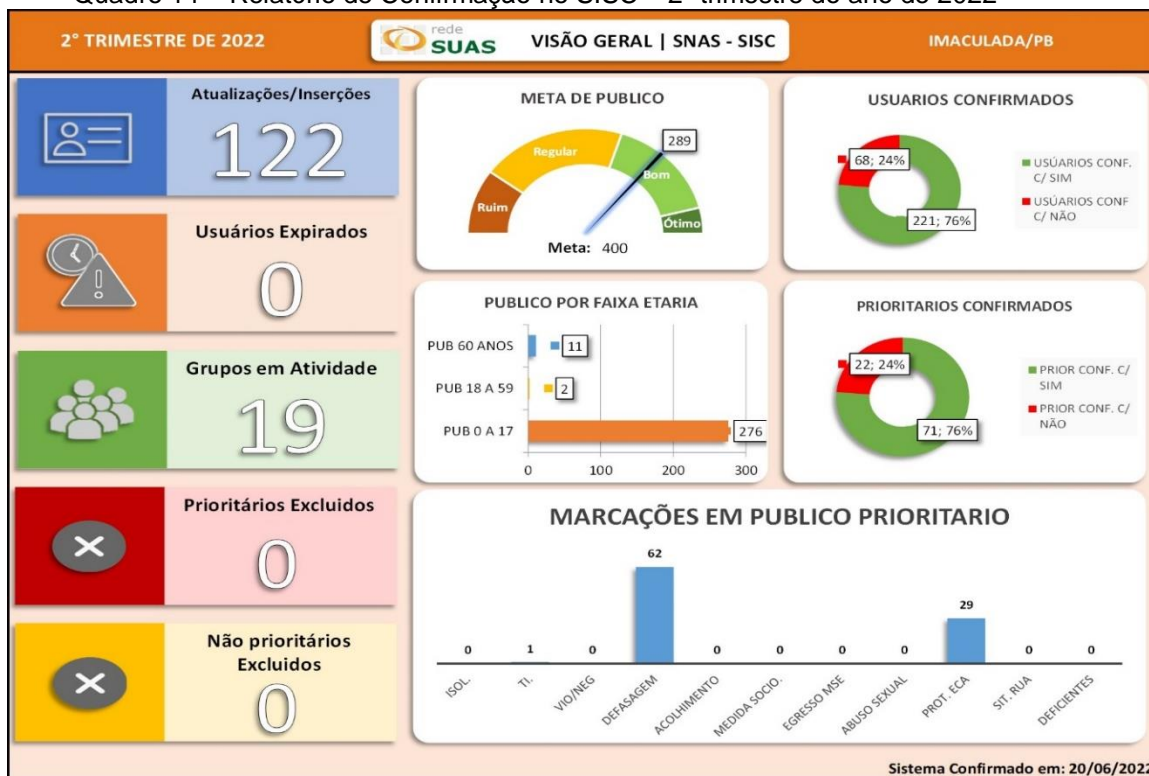 Quadro 11 – Relatório de Confirmação no SISC – 2º trimestre do ano de 2022
2° TRIMESTRE DE 2022
rede
SUAS
VISÃO GERAL | SNAS - SISC
IMACULADA/PB
Atualizações/Inserções
122
Usuários Expirados
0
Grupos em Atividade
19
Prioritários Excluidos
0
Não prioritários
Excluidos
0
META DE PUBLICO
Ruim
Regular
Bom
Ótimo
289
Meta: 400
USUARIOS CONFIRMADOS
68; 24%
221; 76%
USÚARIOS CONF.
C/ SIM
USÚARIOS CONF
C/ NÃO
PUBLICO POR FAIXA ETARIA
PUB 60 ANOS
11
PUB 18 A 59
2
PUB 0 A 17
276
0 100 200 300
PRIORITARIOS CONFIRMADOS
22; 24%
71; 76%
PRIOR CONF. C/
SIM
PRIOR CONF. C/
NÃO
MARCAÇÕES EM PUBLICO PRIORITARIO
0 1 0 62 0 0 0 0 29 0 0
ISOL. TI. VIO/NEG DEFASAGEM ACOLHIMENTO MEDIDA SOCIO. EGRESSO MSE ABUSO SEXUAL PROT. ECA SIT. RUA DEFICIENTES
Sistema Confirmado em: 20/06/2022